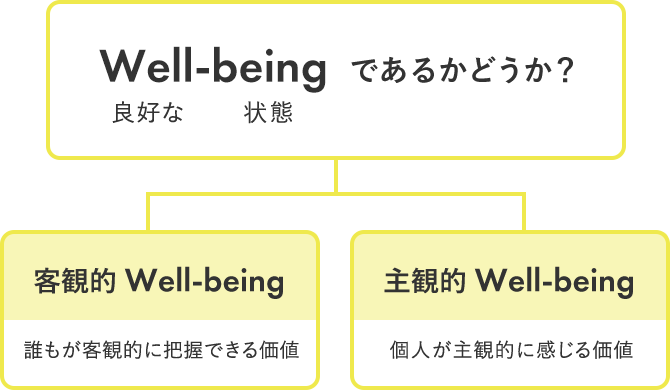 Well-being であるかどうか？
良好な 状態
客観的 Well-being
誰もが客観的に把握できる価値
主観的 Well-being
個人が主観的に感じる価値